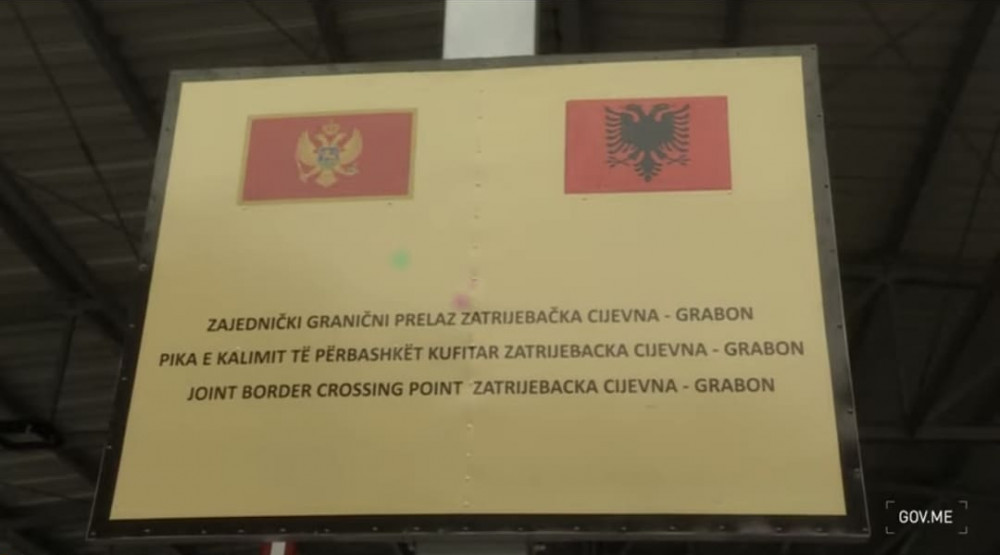 ZAJEDNIČKI GRANIČNI PRELAZ ZATRIJEBAČKA CIJEVNA - GRABON
PIKA E KALIMIT TË PËRBASHKËT KUFITAR ZATRIJEBACKA CIJEVNA - GRABON
JOINT BORDER CROSSING POINT ZATRIJEBACKA CIJEVNA - GRABON
GOV.ME